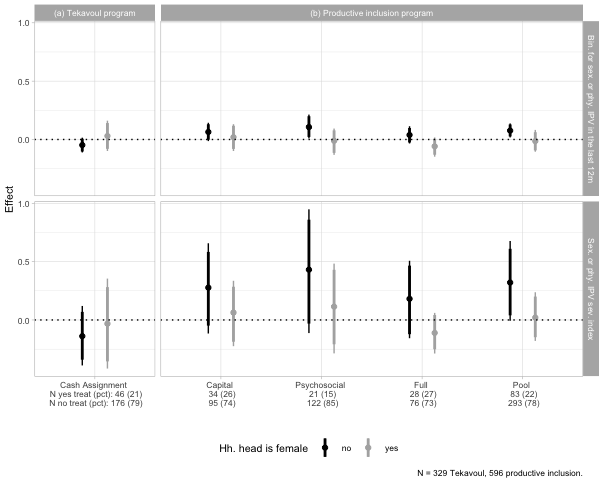 (a) Tekavoul program
(b) Productive inclusion program
1.0
0.5
0.0
Bin. for sex. or phy. IPV in the last 12m
Effect
1.0
0.5
0.0
Sex. or phy. IPV sev. index
Cash Assignment
N yes treat (pct): 46 (21)
N no treat (pct): 176 (79)
Capital
34 (26)
95 (74)
Psychosocial
21 (15)
122 (85)
Full
28 (27)
76 (73)
Pool
83 (22)
293 (78)
Hh. head is female no yes
N = 329 Tekavoul, 596 productive inclusion.